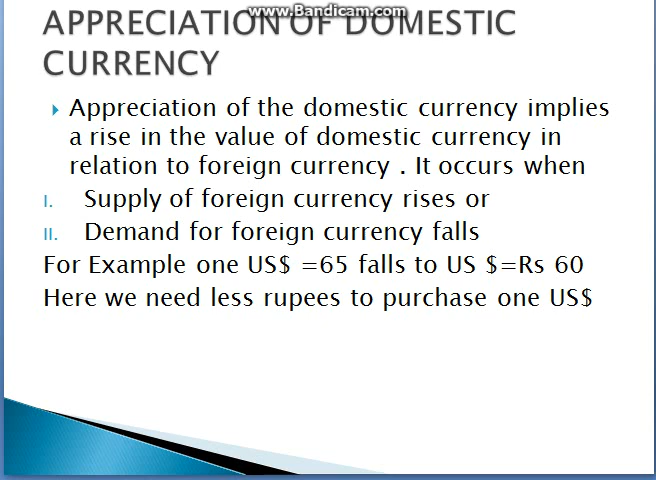 www.Bandicam.com
APPRECIATION OF DOMESTIC
CURRENCY
Appreciation of the domestic currency implies
a rise in the value of domestic currency in
relation to foreign currency . It occurs when
I. Supply of foreign currency rises or
II. Demand for foreign currency falls
For Example one US$ =65 falls to US $=Rs 60
Here we need less rupees to purchase one US$